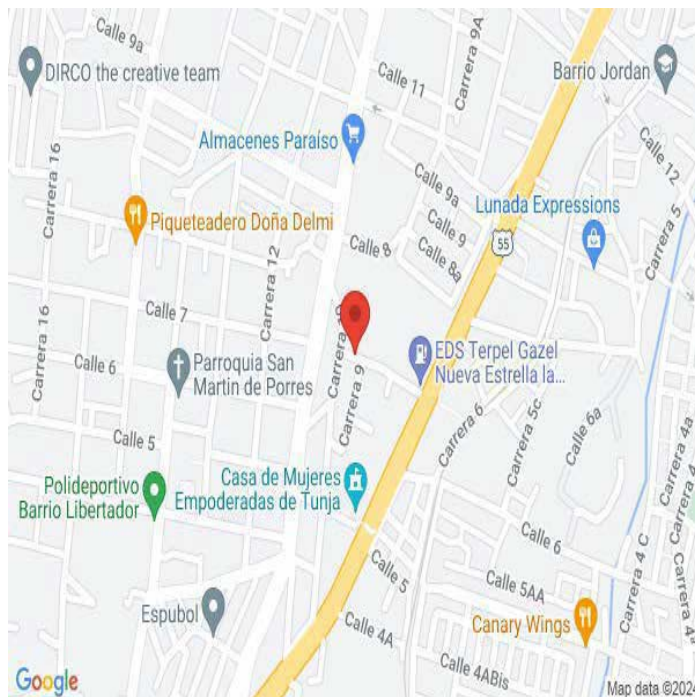 Calle 9a
Carrera 9A
DIRCO the creative team
Barrio Jordan
Calle 11
Carrera 16
Almacenes Paraíso
Calle 12
Calle 9a
Carrera 5
Lunada Expressions
Calle 9
Piqueteadero Doña Delmi
Calle 8
55
Calle 8a
Carrera 12
Calle 7
Carrera 16
EDS Terpel Gazel
Nueva Estrella la...
Calle 6
Parroquia San
Martin de Porres
Carrera 9
Carrera 6
Carrera 5c
Calle 6a
Carrera 4a
Calle 5
Polideportivo
Barrio Libertador
Casa de Mujeres
Empoderadas de Tunja
Calle 6
Carrera 4 C
Calle 5
Calle 5AA
Espubol
Calle 4A
Canary Wings
Calle 4ABis
Google
Map data ©202